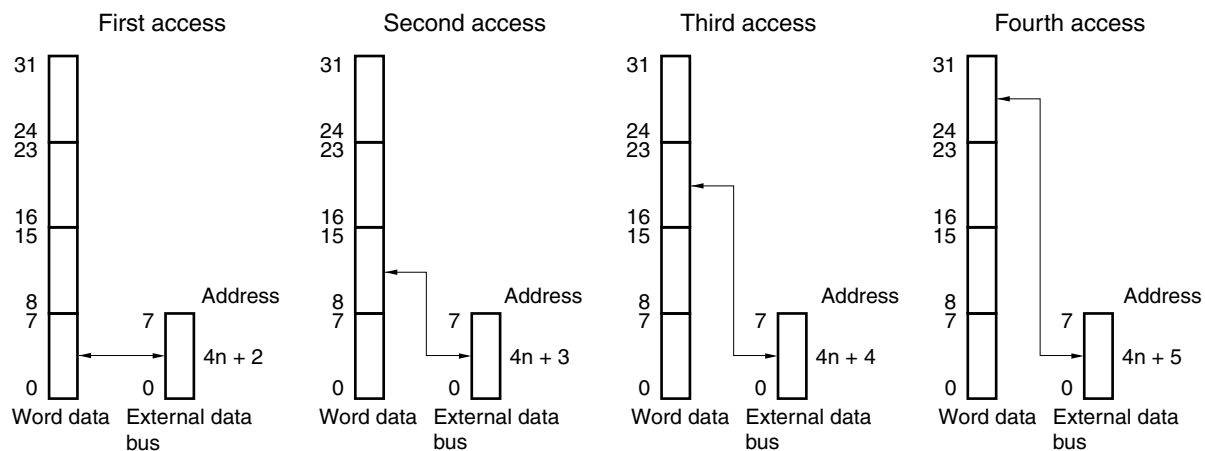 First access
31
24
23
16
15
8
7
0
Address
7
4n + 2
0
Word data
External data
bus
Second access
31
24
23
16
15
8
7
0
Address
7
4n + 3
0
Word data
External data
bus
Third access
31
24
23
16
15
8
7
0
Address
7
4n + 4
0
Word data
External data
bus
Fourth access
31
24
23
16
15
8
7
0
Address
7
4n + 5
0
Word data
External data
bus